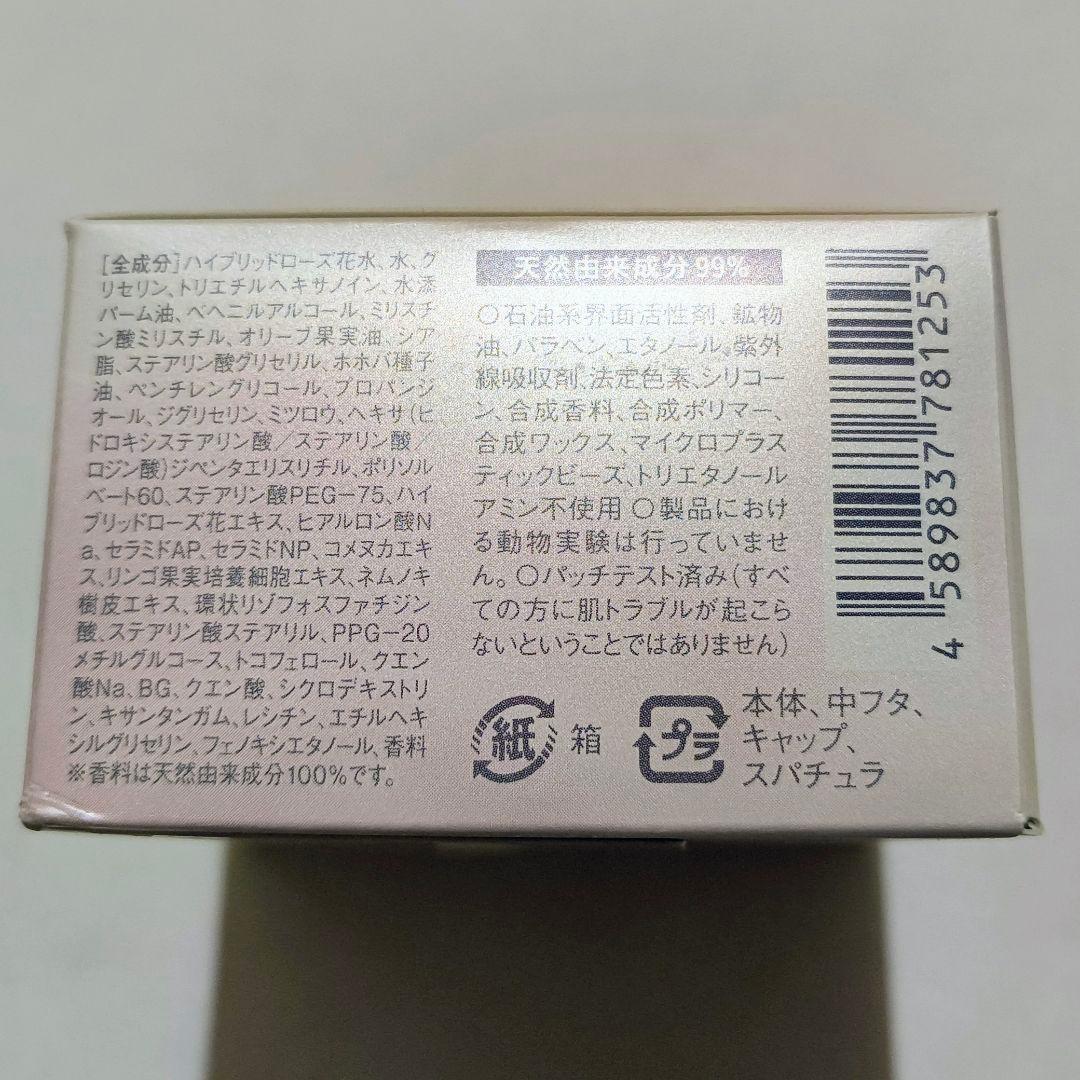 [全成分]ハイブリッドローズ花水、水、グ
リセリン、トリエチルヘキサノイン、水添
パーム油、ベヘニルアルコール、ミリスチ
ン酸ミリスチル、オリーブ果実油、シア
脂、ステアリン酸グリセリル、ホホバ種子
油、ペンチレングリコール、プロパンジ
オール、ジグリセリン、ミツロウ、ヘキサ(ヒ
ドロキシステアリン酸/ステアリン酸/
ロジン酸)ジペンタエリスリチル、ポリソル
ベート60、ステアリン酸PEG-75、ハイ
ブリッドローズ花エキス、ヒアルロン酸N
a、セラミドAP、セラミドNP、コメヌカエキ
ス、リンゴ果実培養細胞エキス、ネムノキ
樹皮エキス、環状リゾフォスファチジン
酸、ステアリン酸ステアリル、PPG-20
メチルグルコース、トコフェロール、クエン
酸Na、BG、クエン酸、シクロデキストリ
ン、キサンタンガム、レシチン、エチルヘキ
シルグリセリン、フェノキシエタノール、香料
※香料は天然由来成分100%です。
天然由来成分99%
○石油系界面活性剤、鉱物
油、パラベン、エタノール、紫外
線吸収剤、法定色素、シリコー
ン、合成香料、合成ポリマー、
合成ワックス、マイクロプラス
ティックビーズ、トリエタノール
アミン不使用 ○製品におけ
る動物実験は行っていませ
ん。○パッチテスト済み(すべ
ての方に肌トラブルが起こら
ないということではありません)
紙 箱
プラ 本体、中フタ、
キャップ、
スパチュラ
4589837781253